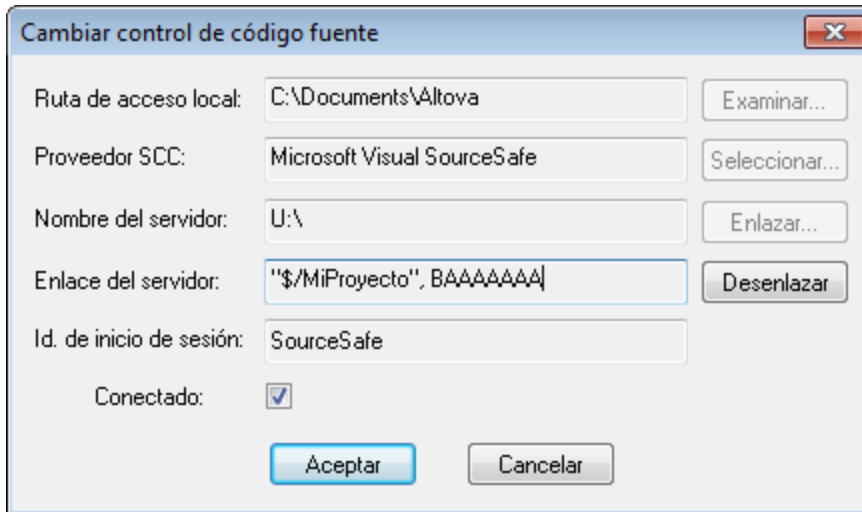 Cambiar control de código fuente
Ruta de acceso local: C:\Documents\Altova Examinar...
Proveedor SCC: Microsoft Visual SourceSafe Seleccionar...
Nombre del servidor: U:\ Enlazar...
Enlace del servidor: "$/MiProyecto", BAAAAAAA Desenlazar
Id. de inicio de sesión: SourceSafe
Conectado:
Aceptar Cancelar